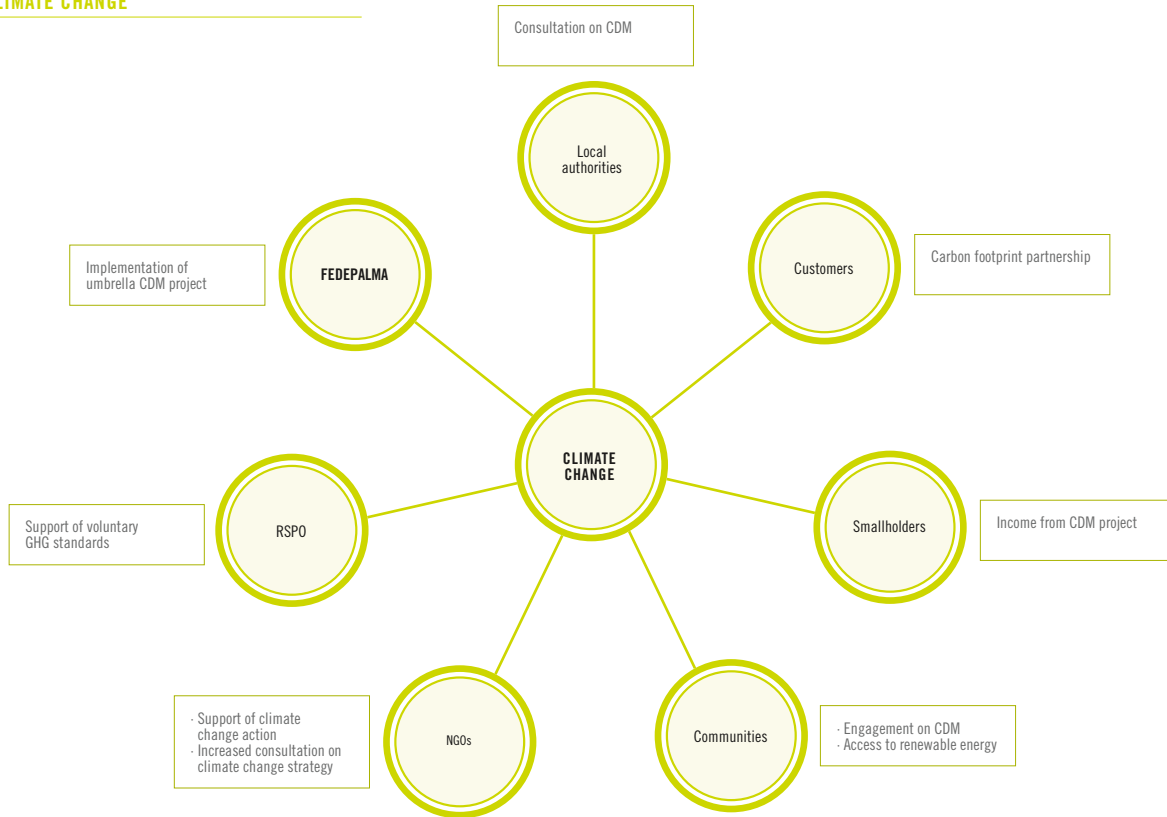 CLIMATE CHANGE
Consultation on CDM
Local
authorities
Customers
Carbon footprint partnership
Implementation of
umbrella CDM project
FEDEPALMA
CLIMATE
CHANGE
Support of voluntary
GHG standards
RSPO
Smallholders
Income from CDM project
· Support of climate
change action
· Increased consultation on
climate change strategy
NGOs
Communities
· Engagement on CDM
· Access to renewable energy